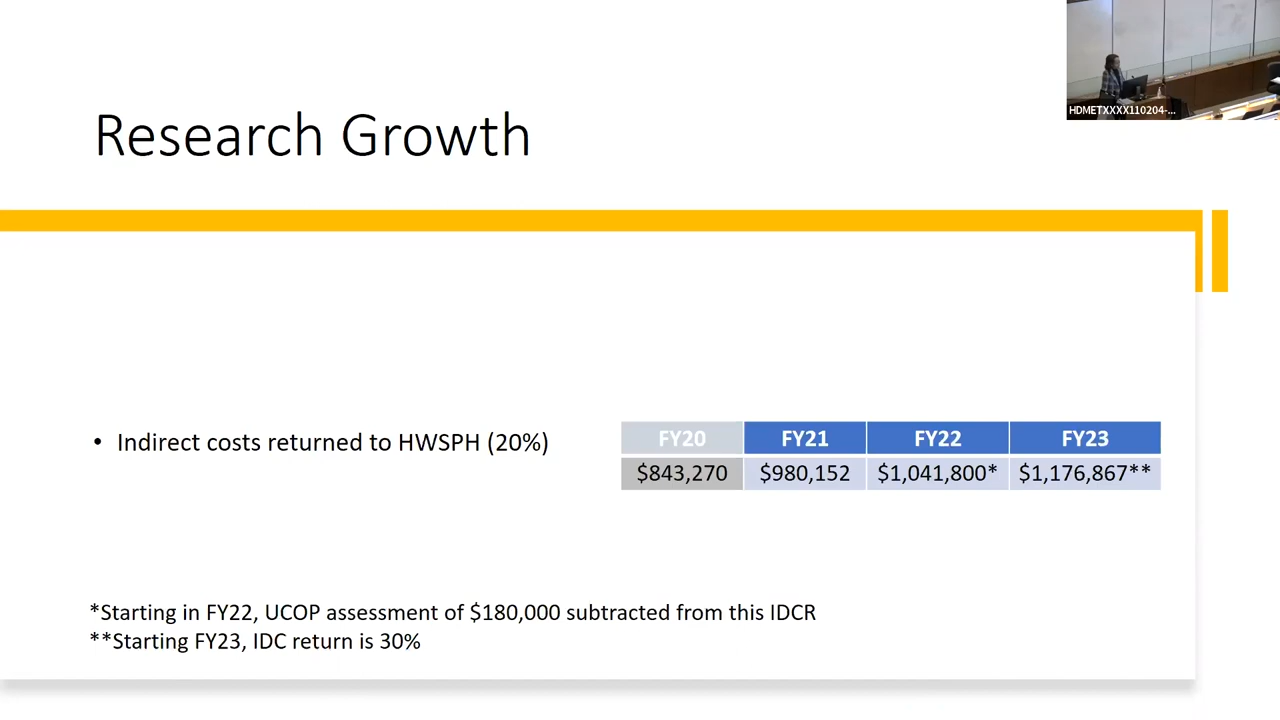 HDMETXXXX110204-...
Research Growth
• Indirect costs returned to HWSPH (20%)
FY20 FY21 FY22 FY23
$843,270 $980,152 $1,041,800* $1,176,867**
*Starting in FY22, UCOP assessment of $180,000 subtracted from this IDCR
**Starting FY23, IDC return is 30%